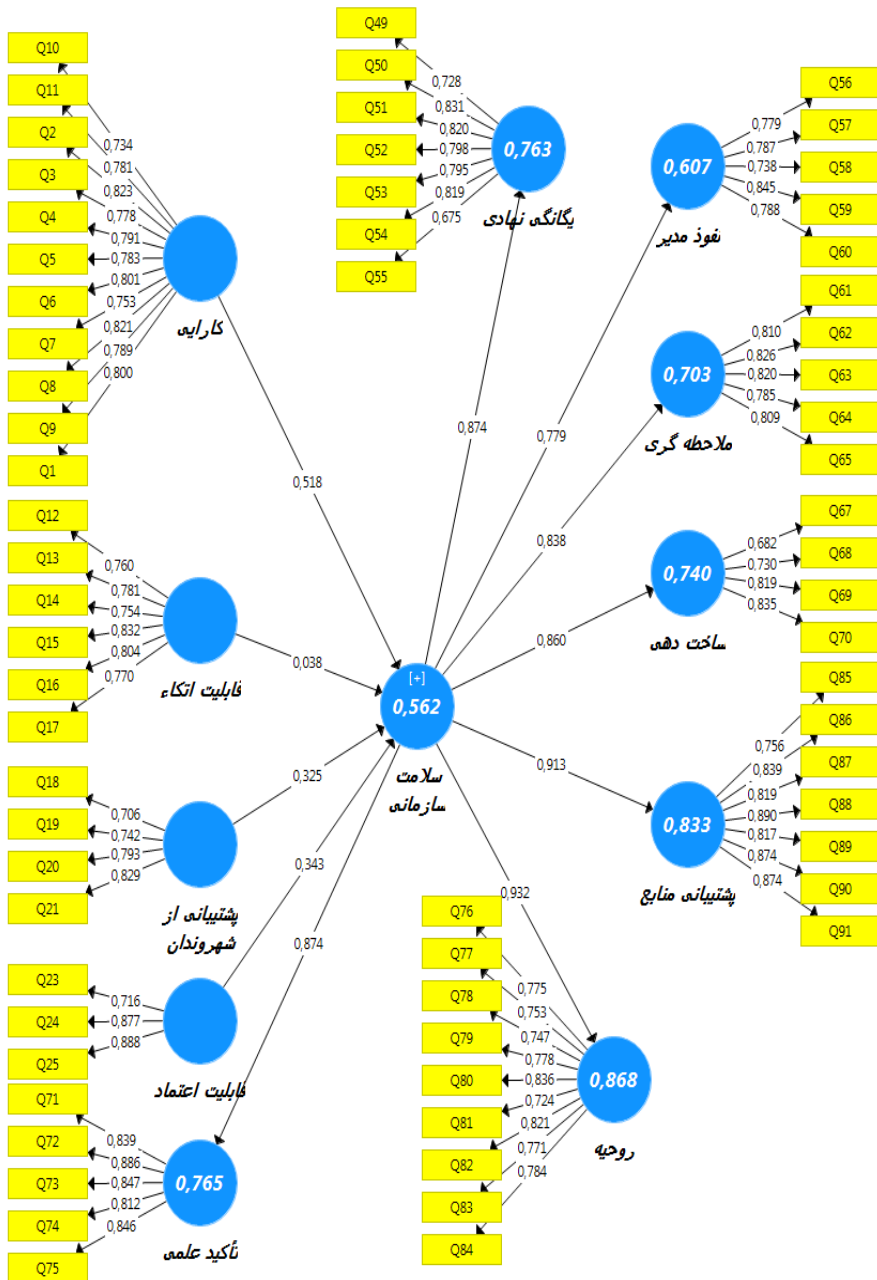 Q10
Q11
Q2
Q3
Q4
Q5
Q6
Q7
Q8
Q9
Q1
0,734
0,781
0,823
0,778
0,791
0,783
0,801
0,753
0,821
0,789
0,800
کارایی
0,518
Q12
Q13
Q14
Q15
Q16
Q17
0,760
0,781
0,754
0,832
0,804
0,770
قابلیت اتکاء
0,038
Q18
Q19
Q20
Q21
0,706
0,742
0,793
0,829
پشتیبانی از
شهروندان
0,325
Q23
Q24
Q25
0,716
0,877
0,888
قابلیت اعتماد
0,343
Q71
Q72
Q73
Q74
Q75
0,839
0,886
0,847
0,812
0,846
0,765
تأکید علمی
0,874
[+]
0,562
سلامت
سازمانی
Q49
Q50
Q51
Q52
Q53
Q54
Q55
0,728
0,831
0,820
0,798
0,795
0,819
0,675
0,763
یگانگی نهادی
0,874
Q56
Q57
Q58
Q59
Q60
0,779
0,787
0,738
0,845
0,788
0,607
نفوذ مدیر
0,779
Q61
Q62
Q63
Q64
Q65
0,810
0,826
0,820
0,785
0,809
0,703
ملاحظه گری
0,838
Q67
Q68
Q69
Q70
0,682
0,730
0,819
0,835
0,740
ساخت دهی
0,860
Q85
Q86
Q87
Q88
Q89
Q90
Q91
0,756
0,839
0,819
0,890
0,817
0,874
0,874
0,833
پشتیبانی منابع
0,913
Q76
Q77
Q78
Q79
Q80
Q81
Q82
Q83
Q84
0,775
0,753
0,747
0,778
0,836
0,724
0,821
0,771
0,784
0,868
روحیه
0,932